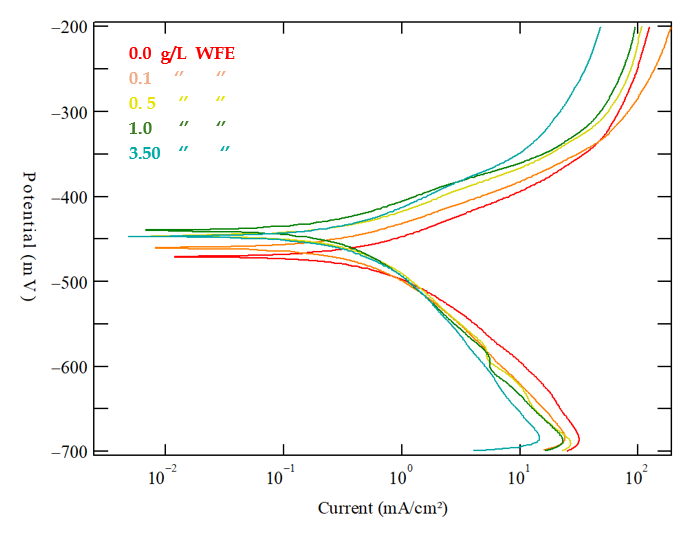 −200
−300
−400
−500
−600
−700
Potential (mV)
0.0 g/L WFE
0.1 ″ ″
0. 5 ″ ″
1.0 ″ ″
3.50 ″ ″
10⁻² 10⁻¹ 10⁰ 10¹ 10²
Current (mA/cm²)